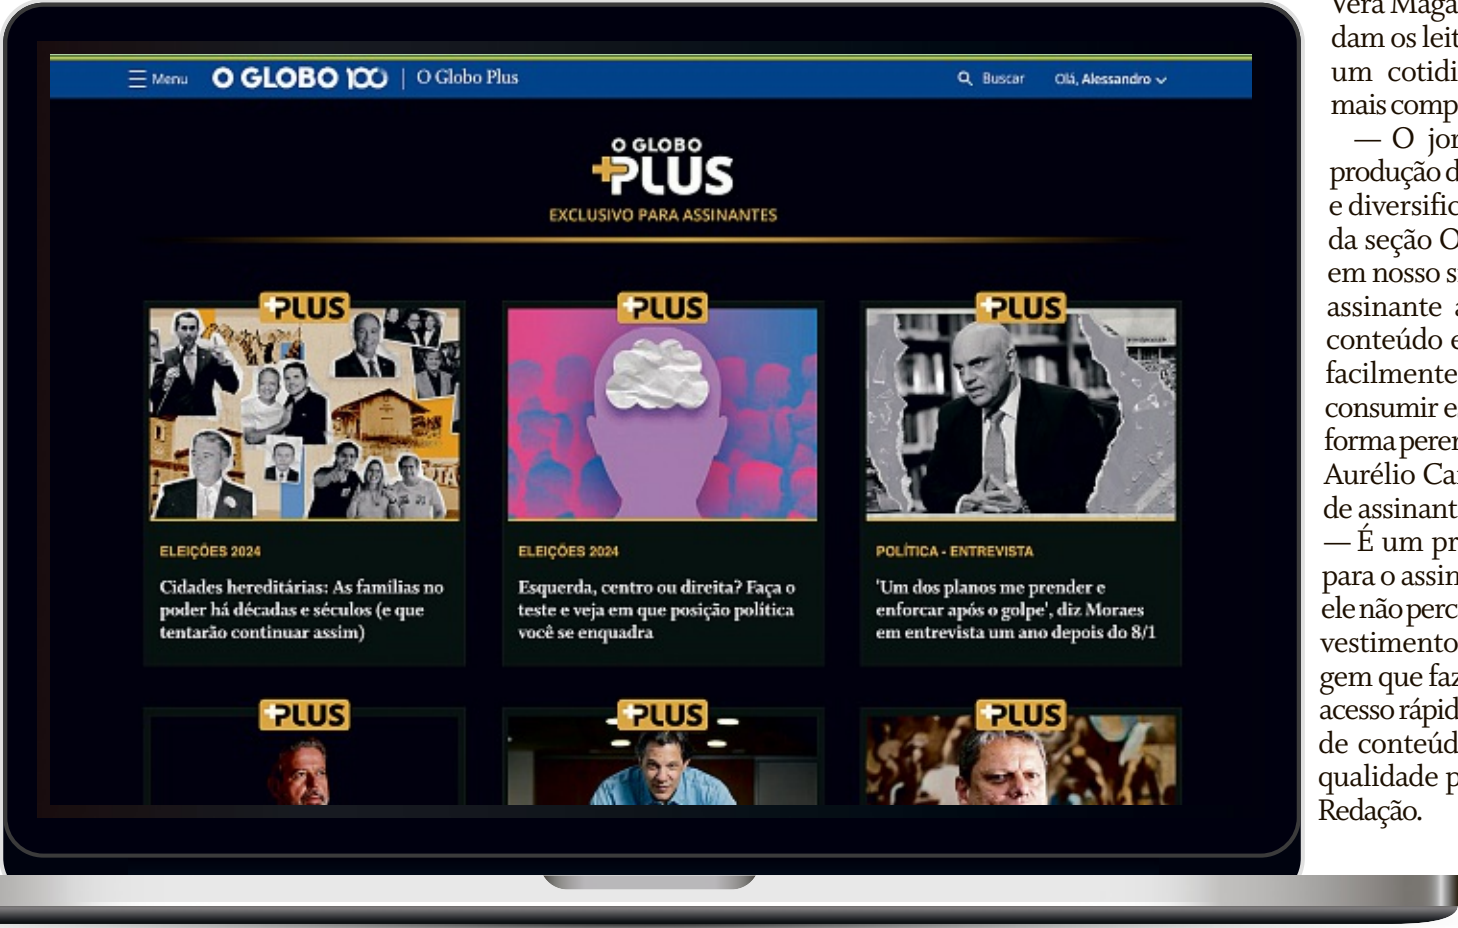 Menu
O GLOBO 100 | O Globo Plus
Buscar
Olá, Alessandro
O GLOBO
+PLUS
EXCLUSIVO PARA ASSINANTES
+PLUS
ELEIÇÕES 2024
Cidades hereditárias: As famílias no
poder há décadas e séculos (e que
tentarão continuar assim)
+PLUS
ELEIÇÕES 2024
Esquerda, centro ou direita? Faça o
teste e veja em que posição política
você se enquadra
+PLUS
POLÍTICA - ENTREVISTA
'Um dos planos me prender e
enforcar após o golpe', diz Moraes
em entrevista um ano depois do 8/1
+PLUS
+PLUS
+PLUS
Vera Maga
dam os leit
um cotidi
mais comp
— O jor
produção d
e diversific
da seção O
em nosso si
assinante a
conteúdo e
facilmente
consumir e
forma perer
Aurélio Car
de assinant
— É um pr
para o assin
ele não perc
vestimento
gem que faz
acesso rápid
de conteúd
qualidade p
Redação.